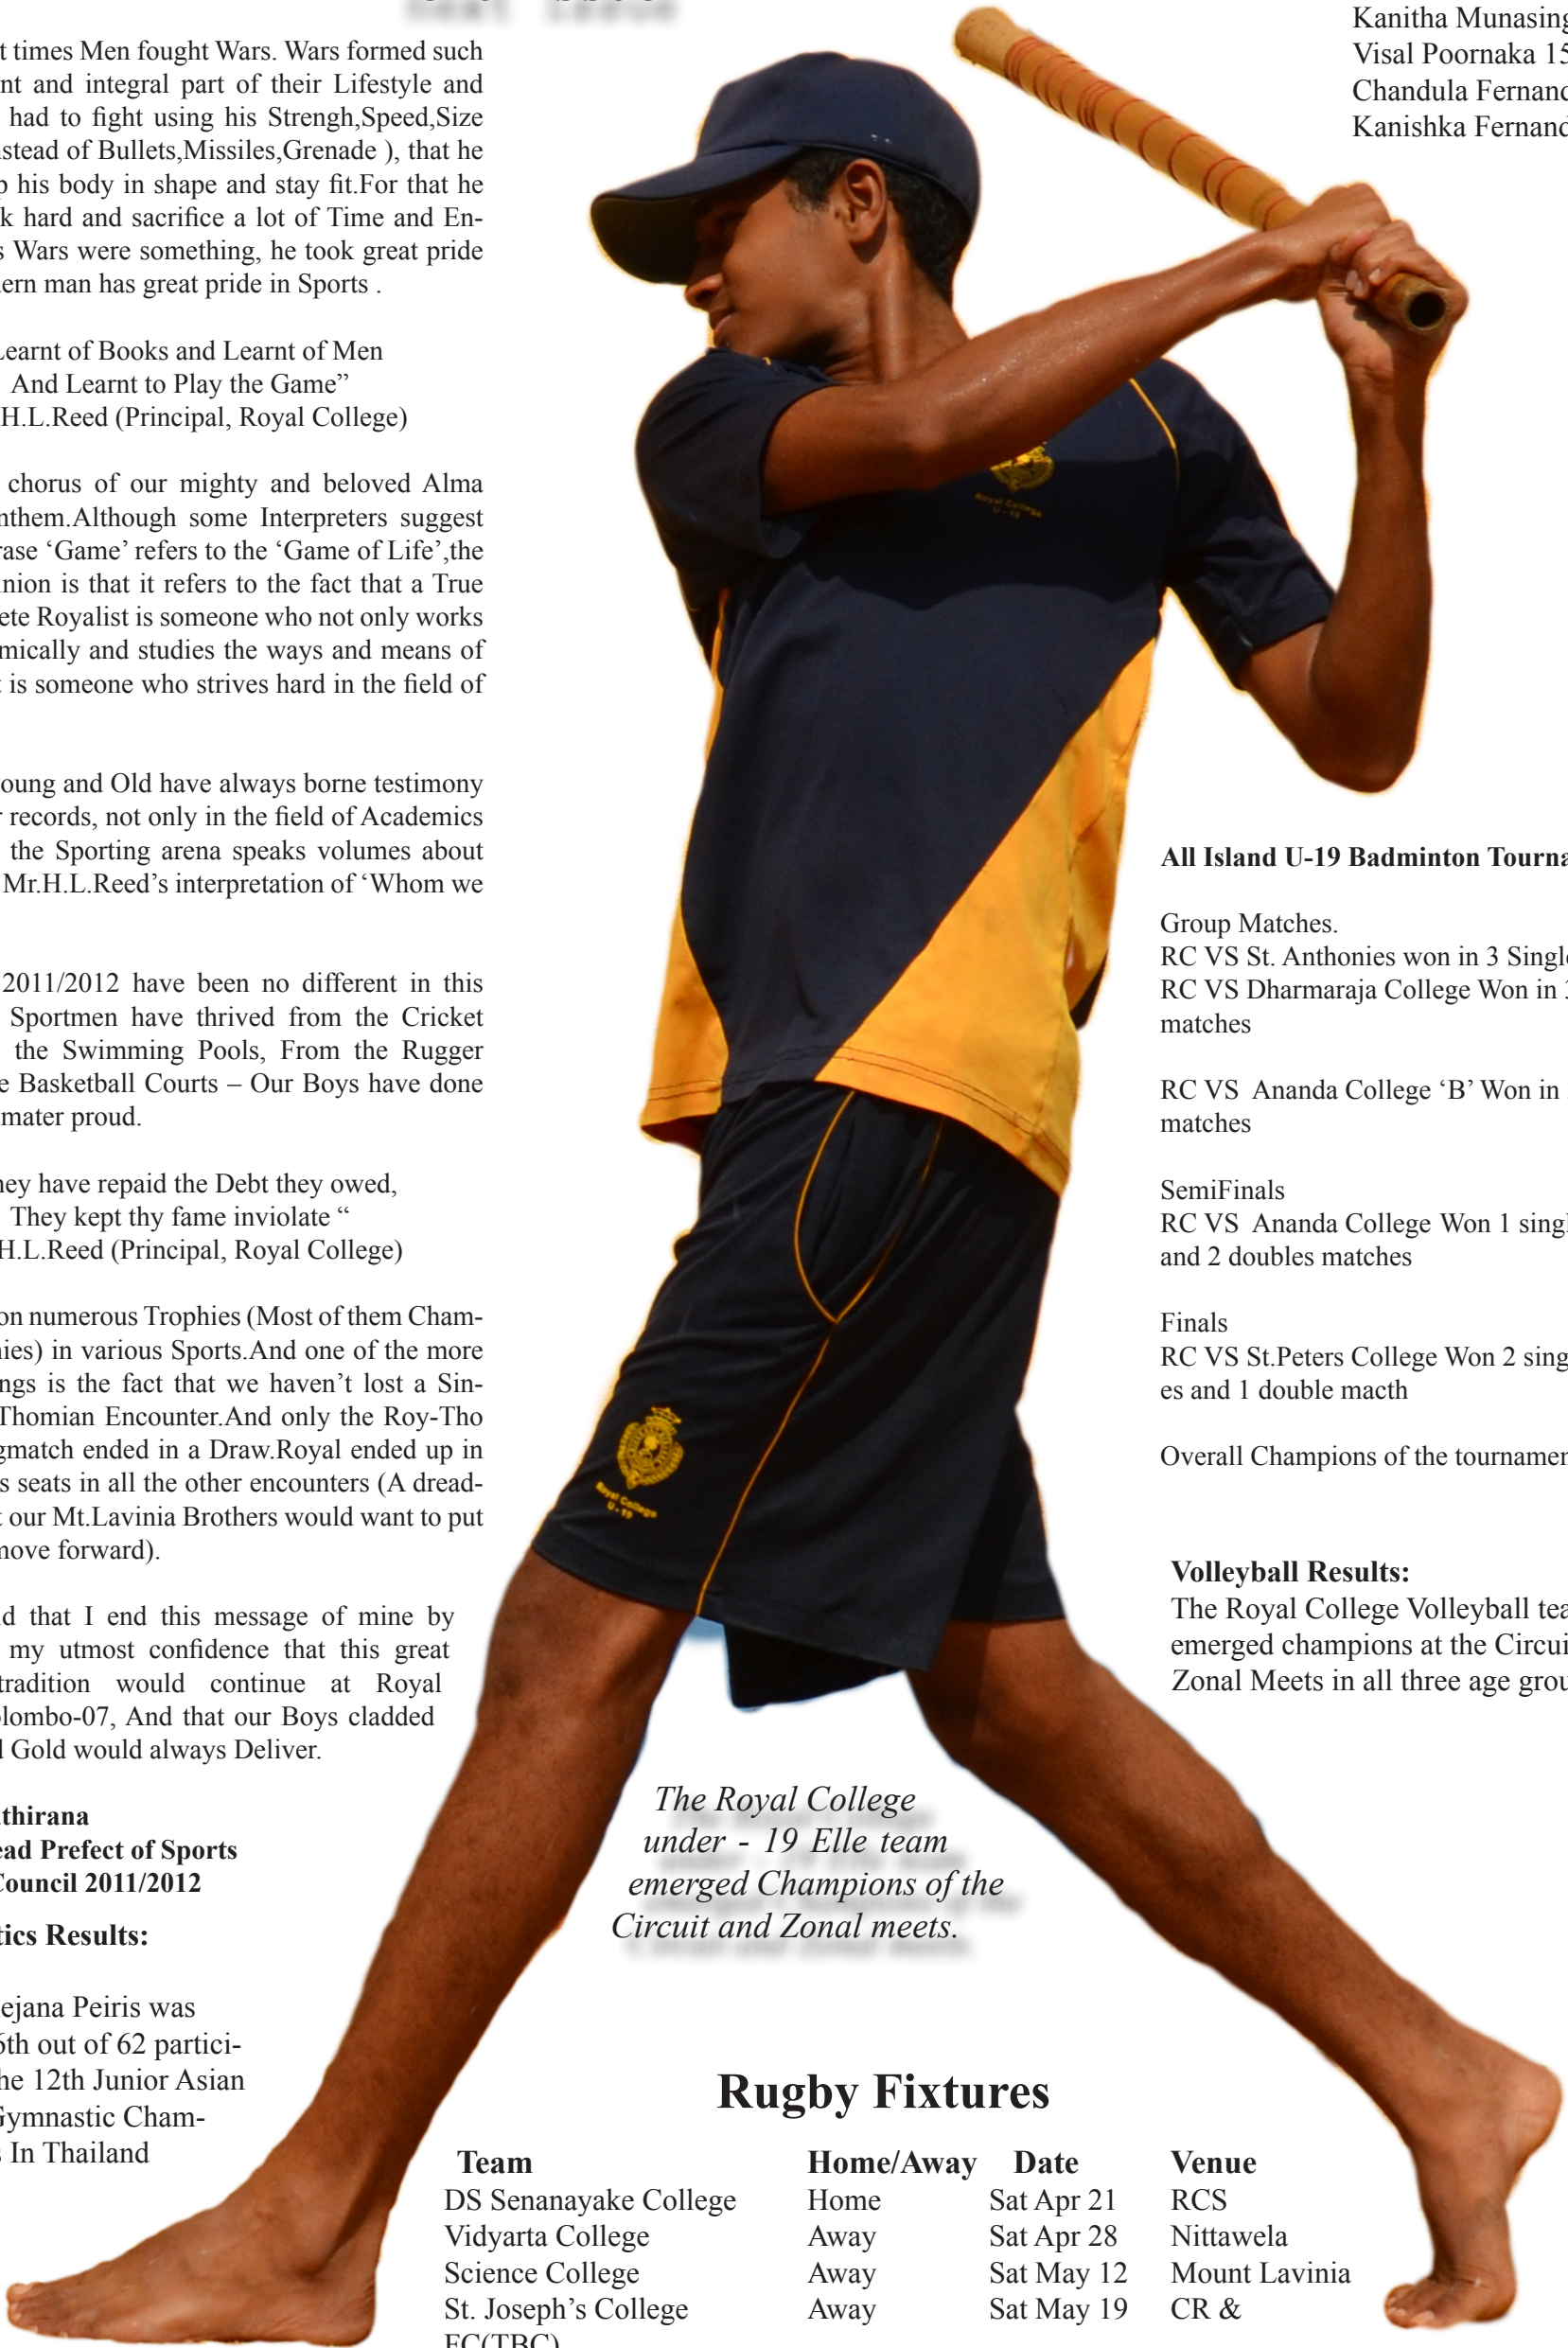 next issue
t times Men fought Wars. Wars formed such
nt and integral part of their Lifestyle and
had to fight using his Strengh,Speed,Size
nstead of Bullets,Missiles,Grenade ), that he
p his body in shape and stay fit.For that he
k hard and sacrifice a lot of Time and En-
s Wars were something, he took great pride
ern man has great pride in Sports .
Learnt of Books and Learnt of Men
And Learnt to Play the Game”
H.L.Reed (Principal, Royal College)
chorus of our mighty and beloved Alma
nthem.Although some Interpreters suggest
rase ‘Game’ refers to the ‘Game of Life’,the
inion is that it refers to the fact that a True
ete Royalist is someone who not only works
mically and studies the ways and means of
t is someone who strives hard in the field of
oung and Old have always borne testimony
r records, not only in the field of Academics
the Sporting arena speaks volumes about
Mr.H.L.Reed’s interpretation of ‘Whom we
2011/2012 have been no different in this
Sportmen have thrived from the Cricket
the Swimming Pools, From the Rugger
e Basketball Courts – Our Boys have done
mater proud.
hey have repaid the Debt they owed,
They kept thy fame inviolate “
H.L.Reed (Principal, Royal College)
on numerous Trophies (Most of them Cham-
nies) in various Sports.And one of the more
ngs is the fact that we haven’t lost a Sin-
Thomian Encounter.And only the Roy-Tho
gmatch ended in a Draw.Royal ended up in
s seats in all the other encounters (A dread-
t our Mt.Lavinia Brothers would want to put
move forward).
d that I end this message of mine by
my utmost confidence that this great
tradition would continue at Royal
olombo-07, And that our Boys cladded
d Gold would always Deliver.
thirana
ead Prefect of Sports
Council 2011/2012
tics Results:
ejana Peiris was
6th out of 62 partici-
he 12th Junior Asian
Gymnastic Cham-
s In Thailand
Royal College
U - 19
Royal College
U - 19
The Royal College
under - 19 Elle team
emerged Champions of the
Circuit and Zonal meets.
Kanitha Munasing
Visal Poornaka 15
Chandula Fernand
Kanishka Fernand
All Island U-19 Badminton Tourna
Group Matches.
RC VS St. Anthonies won in 3 Single
RC VS Dharmaraja College Won in 3
matches
RC VS Ananda College ‘B’ Won in
matches
SemiFinals
RC VS Ananda College Won 1 singl
and 2 doubles matches
Finals
RC VS St.Peters College Won 2 sing
es and 1 double macth
Overall Champions of the tournamen
Volleyball Results:
The Royal College Volleyball tea
emerged champions at the Circui
Zonal Meets in all three age grou
Rugby Fixtures
Team Home/Away Date Venue
DS Senanayake College Home Sat Apr 21 RCS
Vidyarta College Away Sat Apr 28 Nittawela
Science College Away Sat May 12 Mount Lavinia
St. Joseph’s College Away Sat May 19 CR &
FC(TBC)